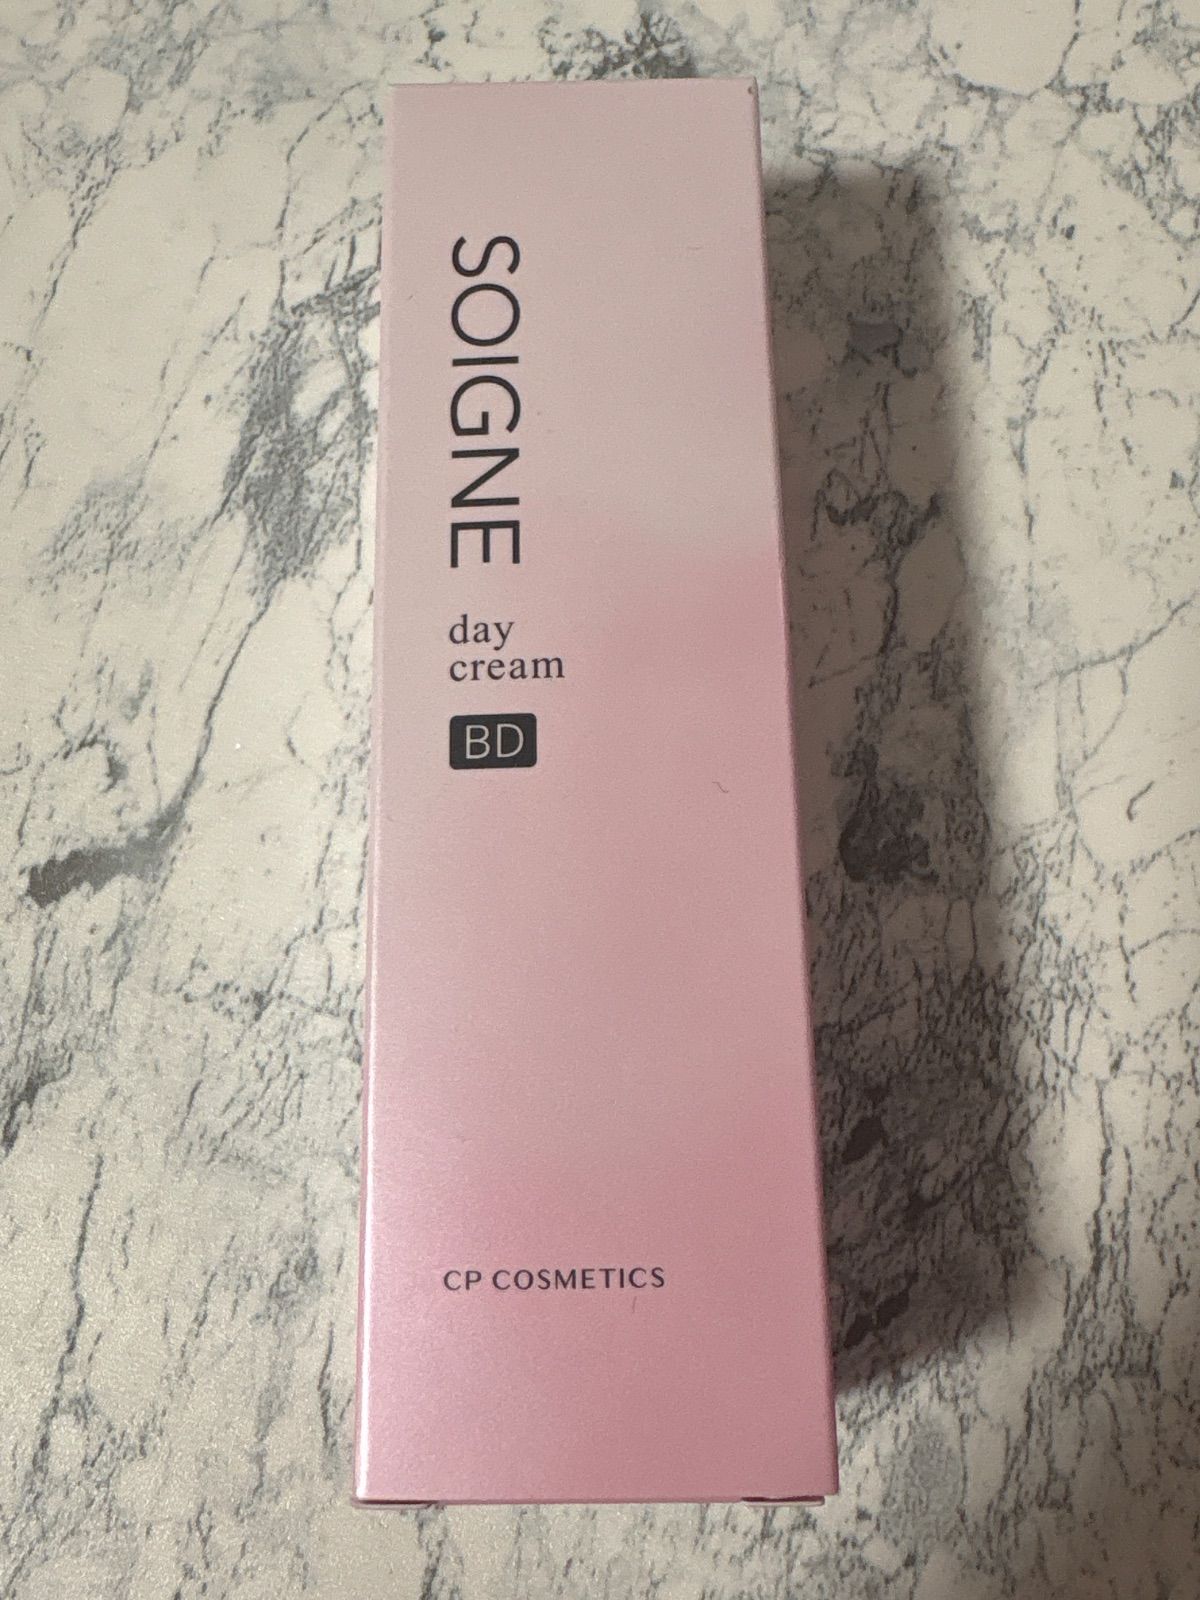 SOIGNE
day
cream
BD
CP COSMETICS